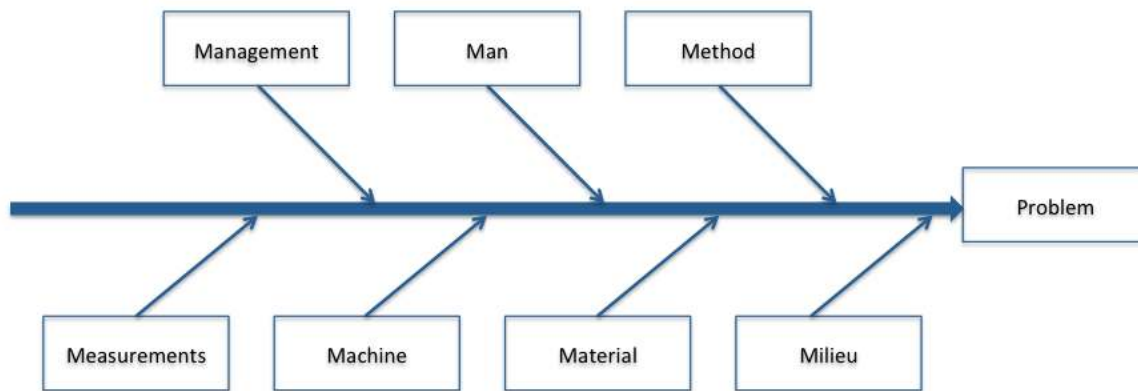 Management
Man
Method
Problem
Measurements
Machine
Material
Milieu